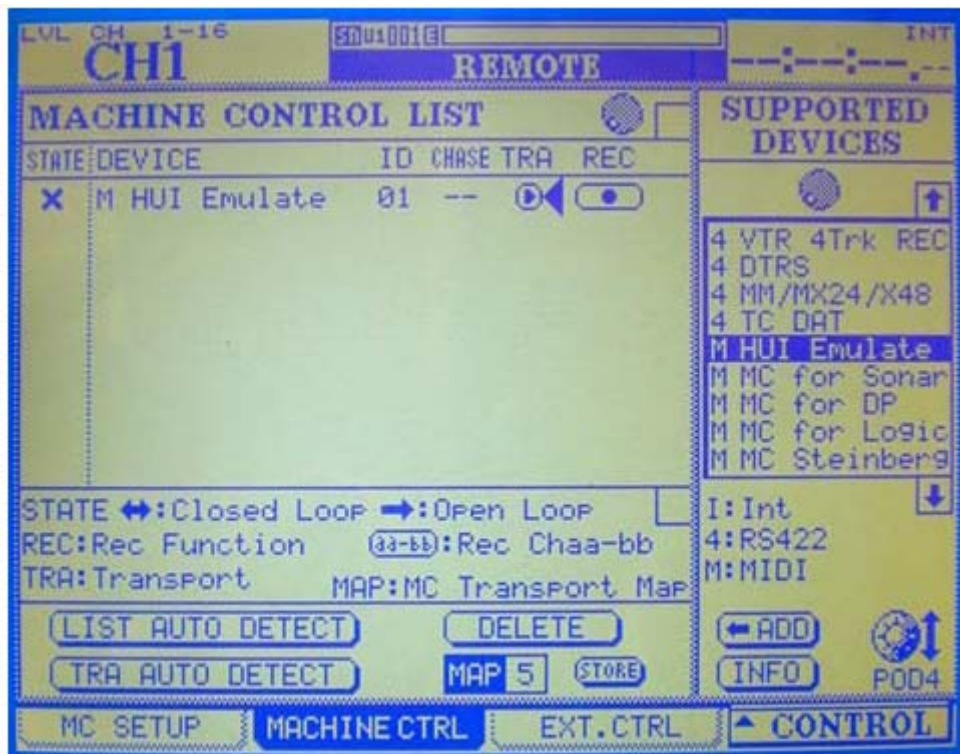 LVL CH 1-16
CH1
REMOTE
INT
--:--:--.--
MACHINE CONTROL LIST
STATE DEVICE ID CHASE TRA REC
M HUI Emulate 01 --
STATE ↔:Closed Loop ➡:Open Loop
REC:Rec Function aa-bb:Rec Chaa-bb
TRA:Transport MAP:MC Transport Map
LIST AUTO DETECT DELETE
TRA AUTO DETECT MAP 5 STORE
SUPPORTED
DEVICES
4 VTR 4Trk REC
4 DTRS
4 MM/MX24/X48
4 TC DAT
M HUI Emulate
M MC for Sonar
M MC for DP
M MC for Logic
M MC Steinberg
I:Int
4:RS422
M:MIDI
ADD
INFO
POD4
MC SETUP MACHINE CTRL EXT.CTRL CONTROL